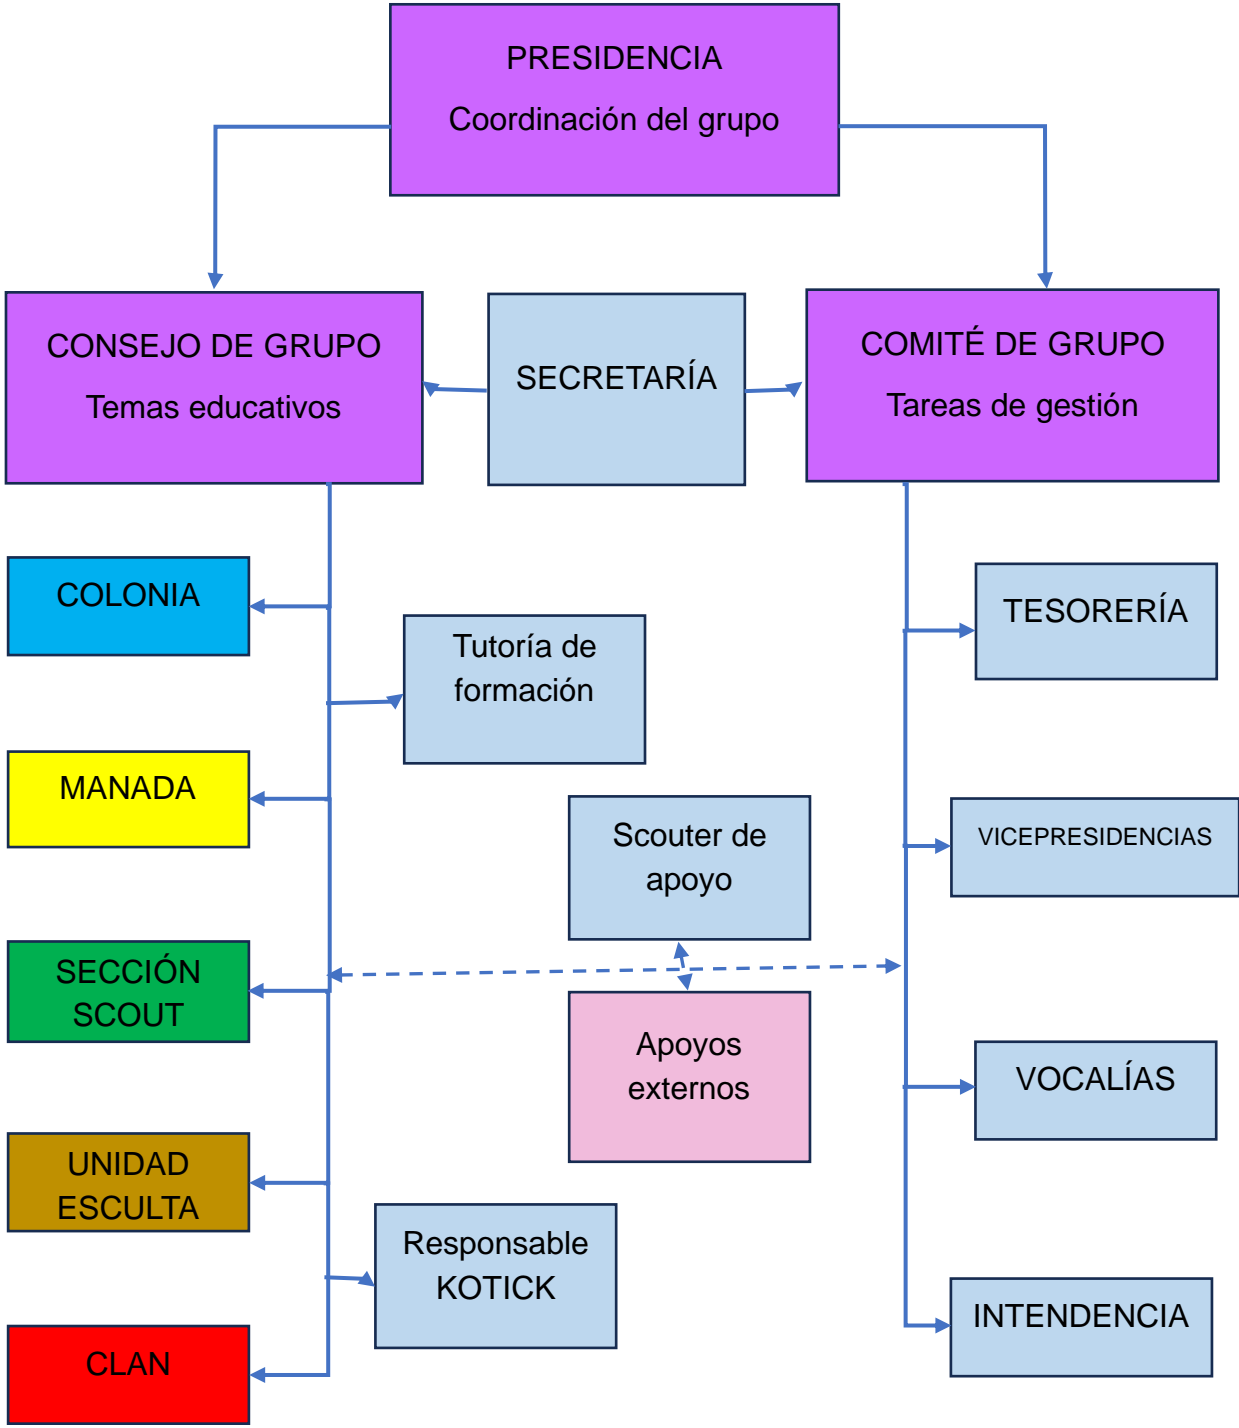 PRESIDENCIA
Coordinación del grupo
CONSEJO DE GRUPO
Temas educativos
SECRETARÍA
COMITÉ DE GRUPO
Tareas de gestión
COLONIA
Tutoría de
formación
TESORERÍA
MANADA
Scouter de
apoyo
VICEPRESIDENCIAS
SECCIÓN
SCOUT
Apoyos
externos
VOCALÍAS
UNIDAD
ESCULTA
Responsable
KOTICK
INTENDENCIA
CLAN